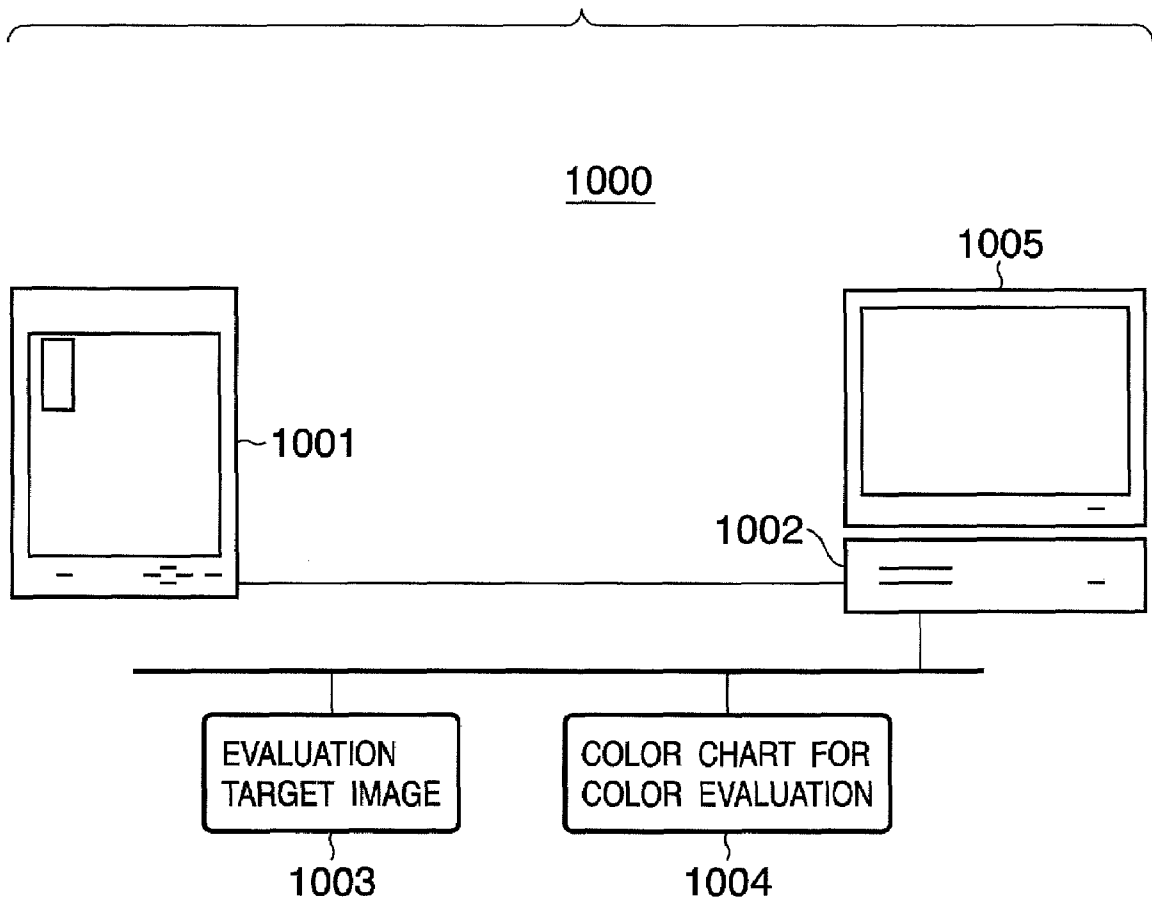 1000
1005
1001
1002
EVALUATION
TARGET IMAGE
COLOR CHART FOR
COLOR EVALUATION
1003
1004